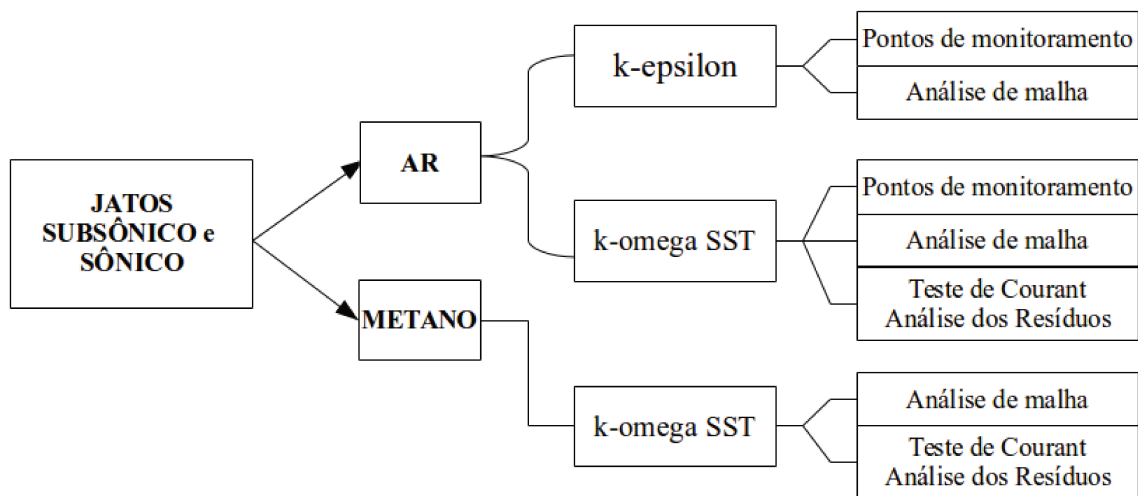 JATOS
SUBSÔNICO e
SÔNICO
AR
METANO
k-epsilon
k-omega SST
k-omega SST
Pontos de monitoramento
Análise de malha
Pontos de monitoramento
Análise de malha
Teste de Courant
Análise dos Resíduos
Análise de malha
Teste de Courant
Análise dos Resíduos